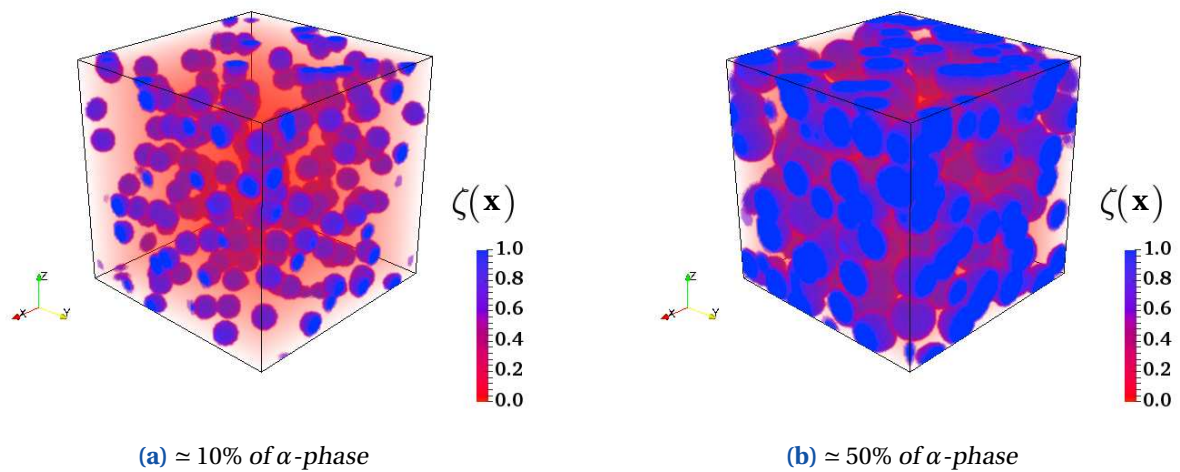 ζ(x)
1.0
0.8
0.6
0.4
0.2
0.0
Z
X
Y
(a) ≃ 10% of α-phase
ζ(x)
1.0
0.8
0.6
0.4
0.2
0.0
Z
X
Y
(b) ≃ 50% of α-phase